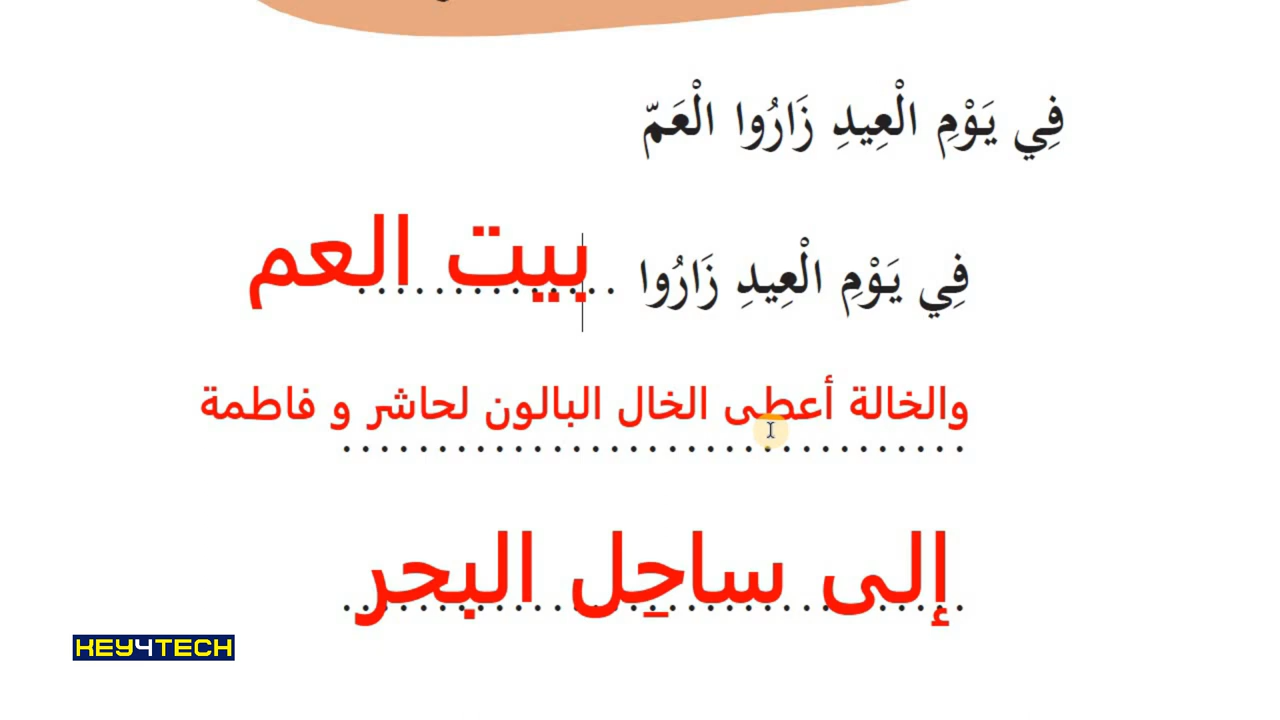 فِي يَوْمِ الْعِيدِ زَارُوا الْعَمّ
فِي يَوْمِ الْعِيدِ زَارُوا بيت العم
والخالة أعطى الخال البالون لحاشر و فاطمة
إلى ساحِل البحر
KEY4TECH